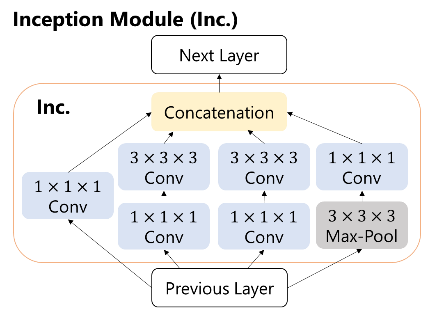 Inception Module (Inc.)
Next Layer
Inc.
Concatenation
3 × 3 × 3
Conv
3 × 3 × 3
Conv
1 × 1 × 1
Conv
1 × 1 × 1
Conv
1 × 1 × 1
Conv
1 × 1 × 1
Conv
3 × 3 × 3
Max-Pool
Previous Layer